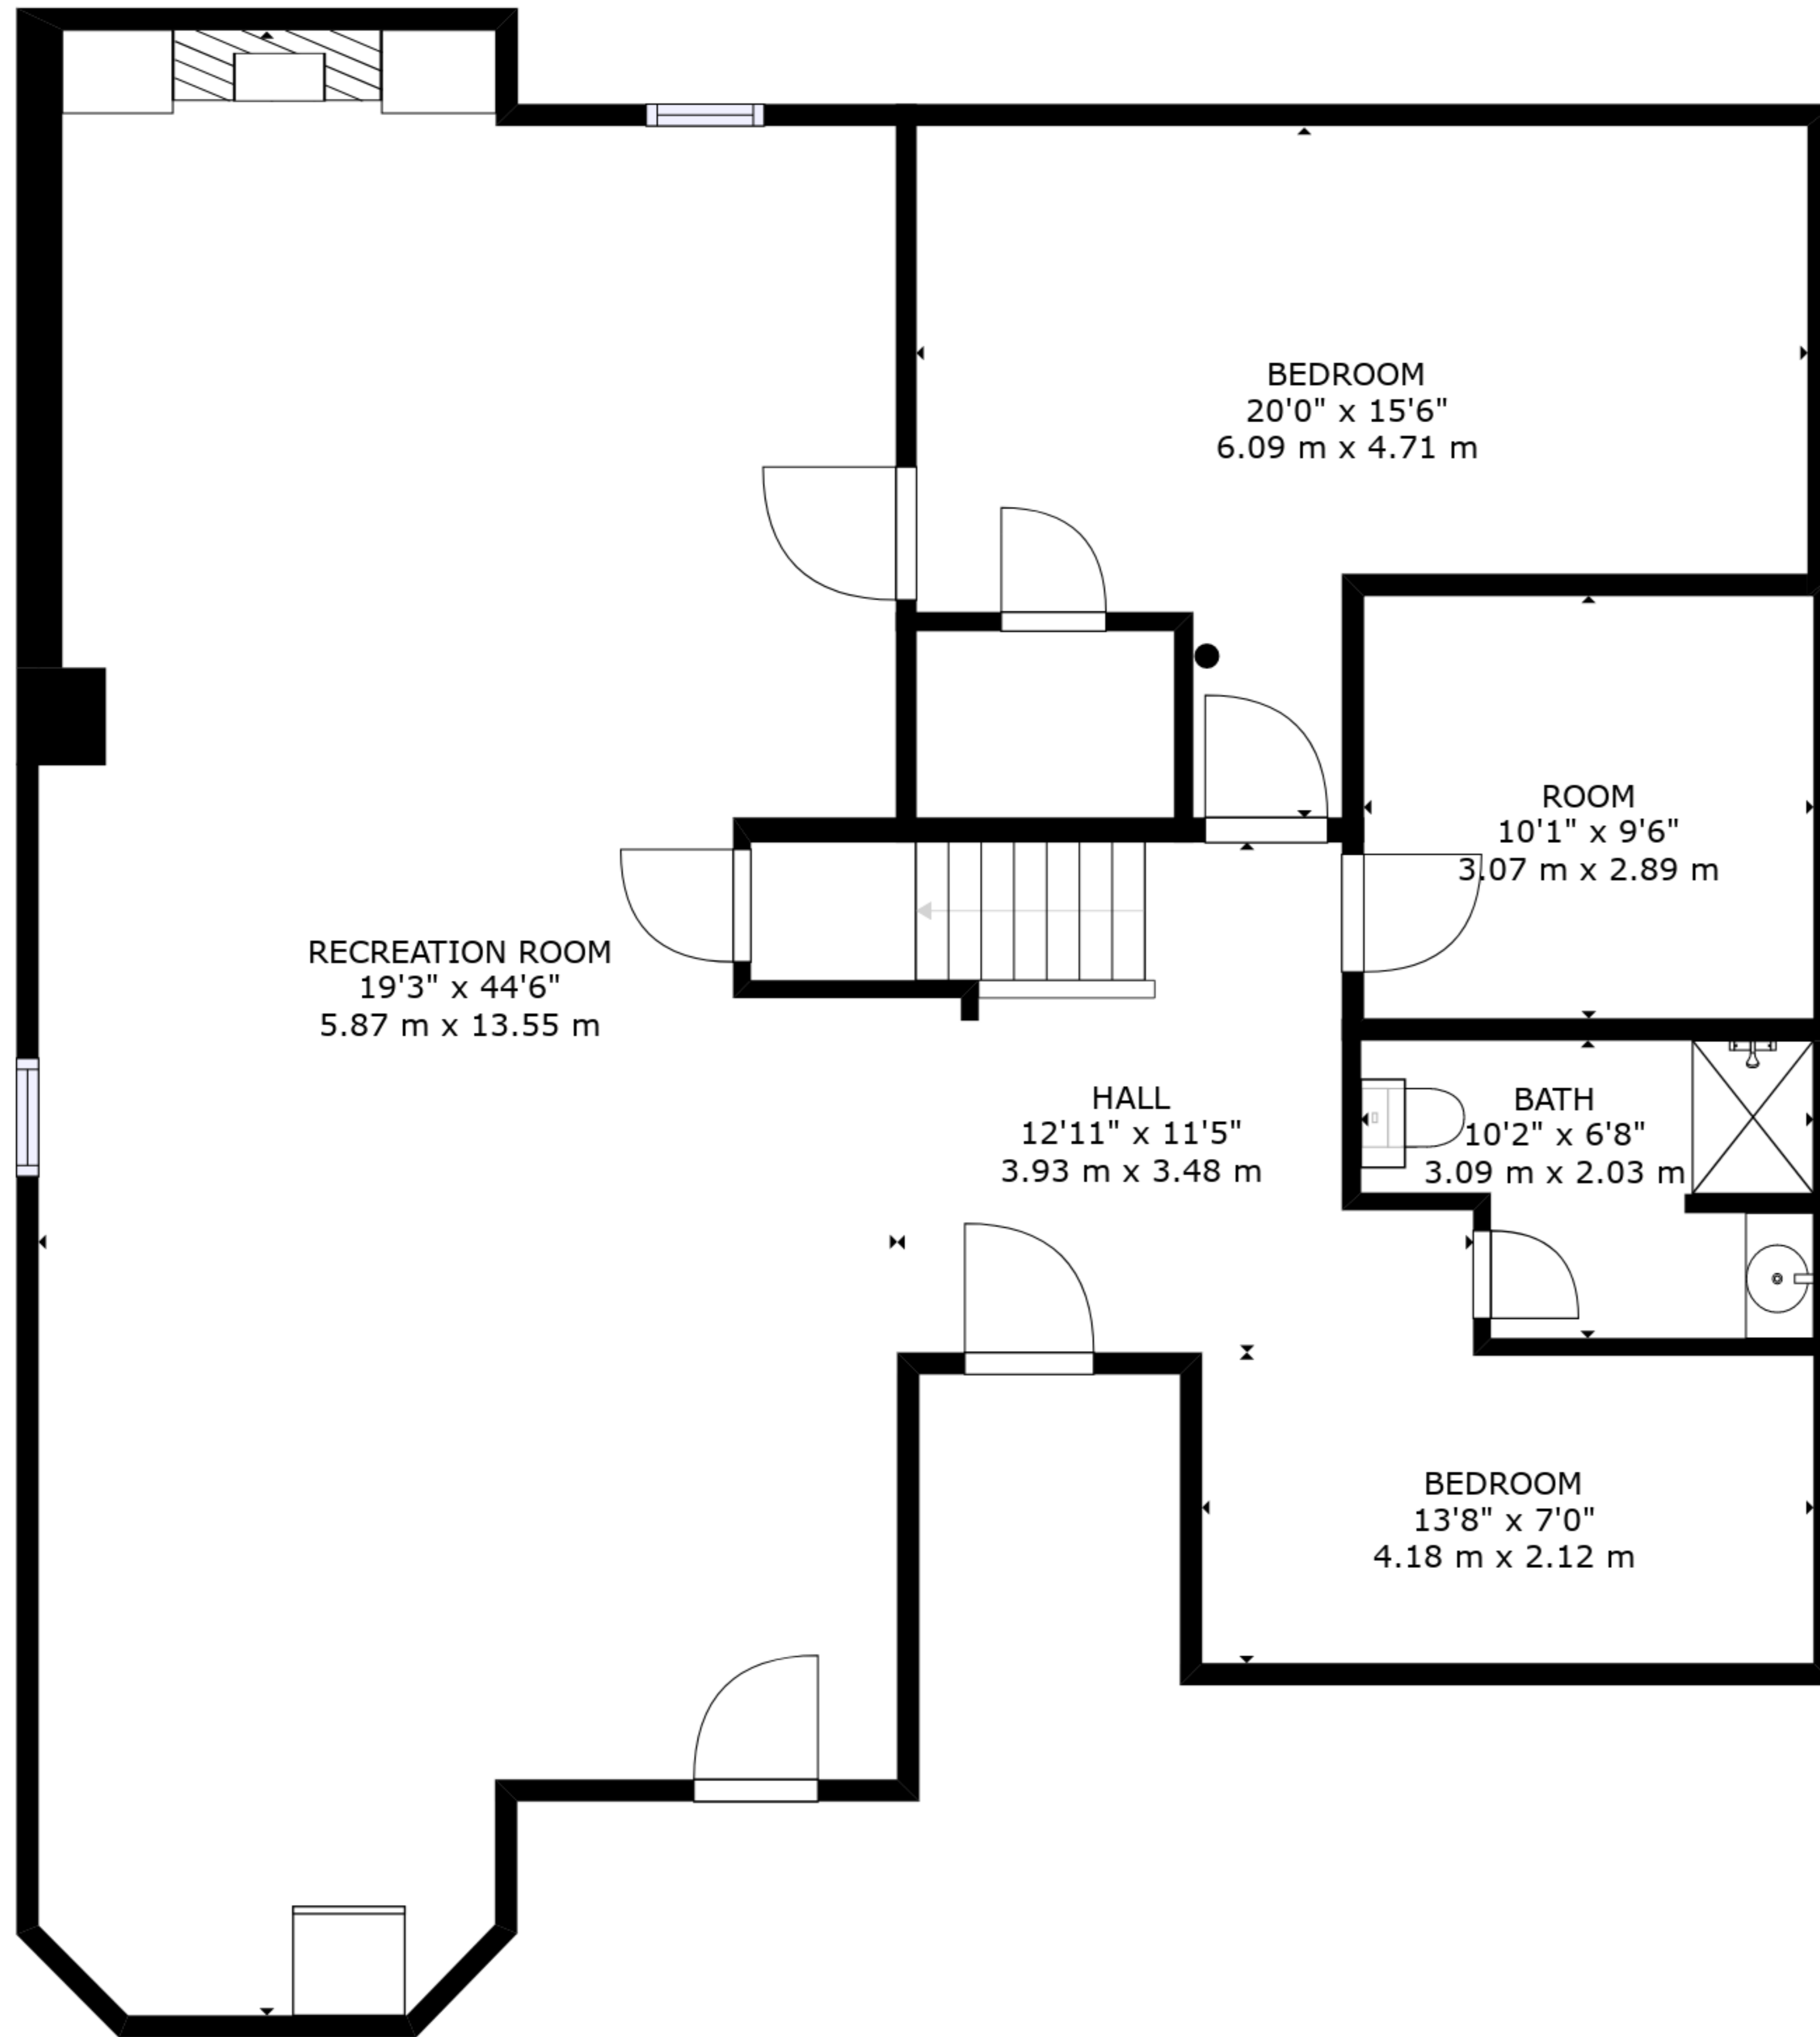 BEDROOM
20'0" x 15'6"
6.09 m x 4.71 m
ROOM
10'1" x 9'6"
3.07 m x 2.89 m
RECREATION ROOM
19'3" x 44'6"
5.87 m x 13.55 m
HALL
12'11" x 11'5"
3.93 m x 3.48 m
BATH
10'2" x 6'8"
3.09 m x 2.03 m
BEDROOM
13'8" x 7'0"
4.18 m x 2.12 m